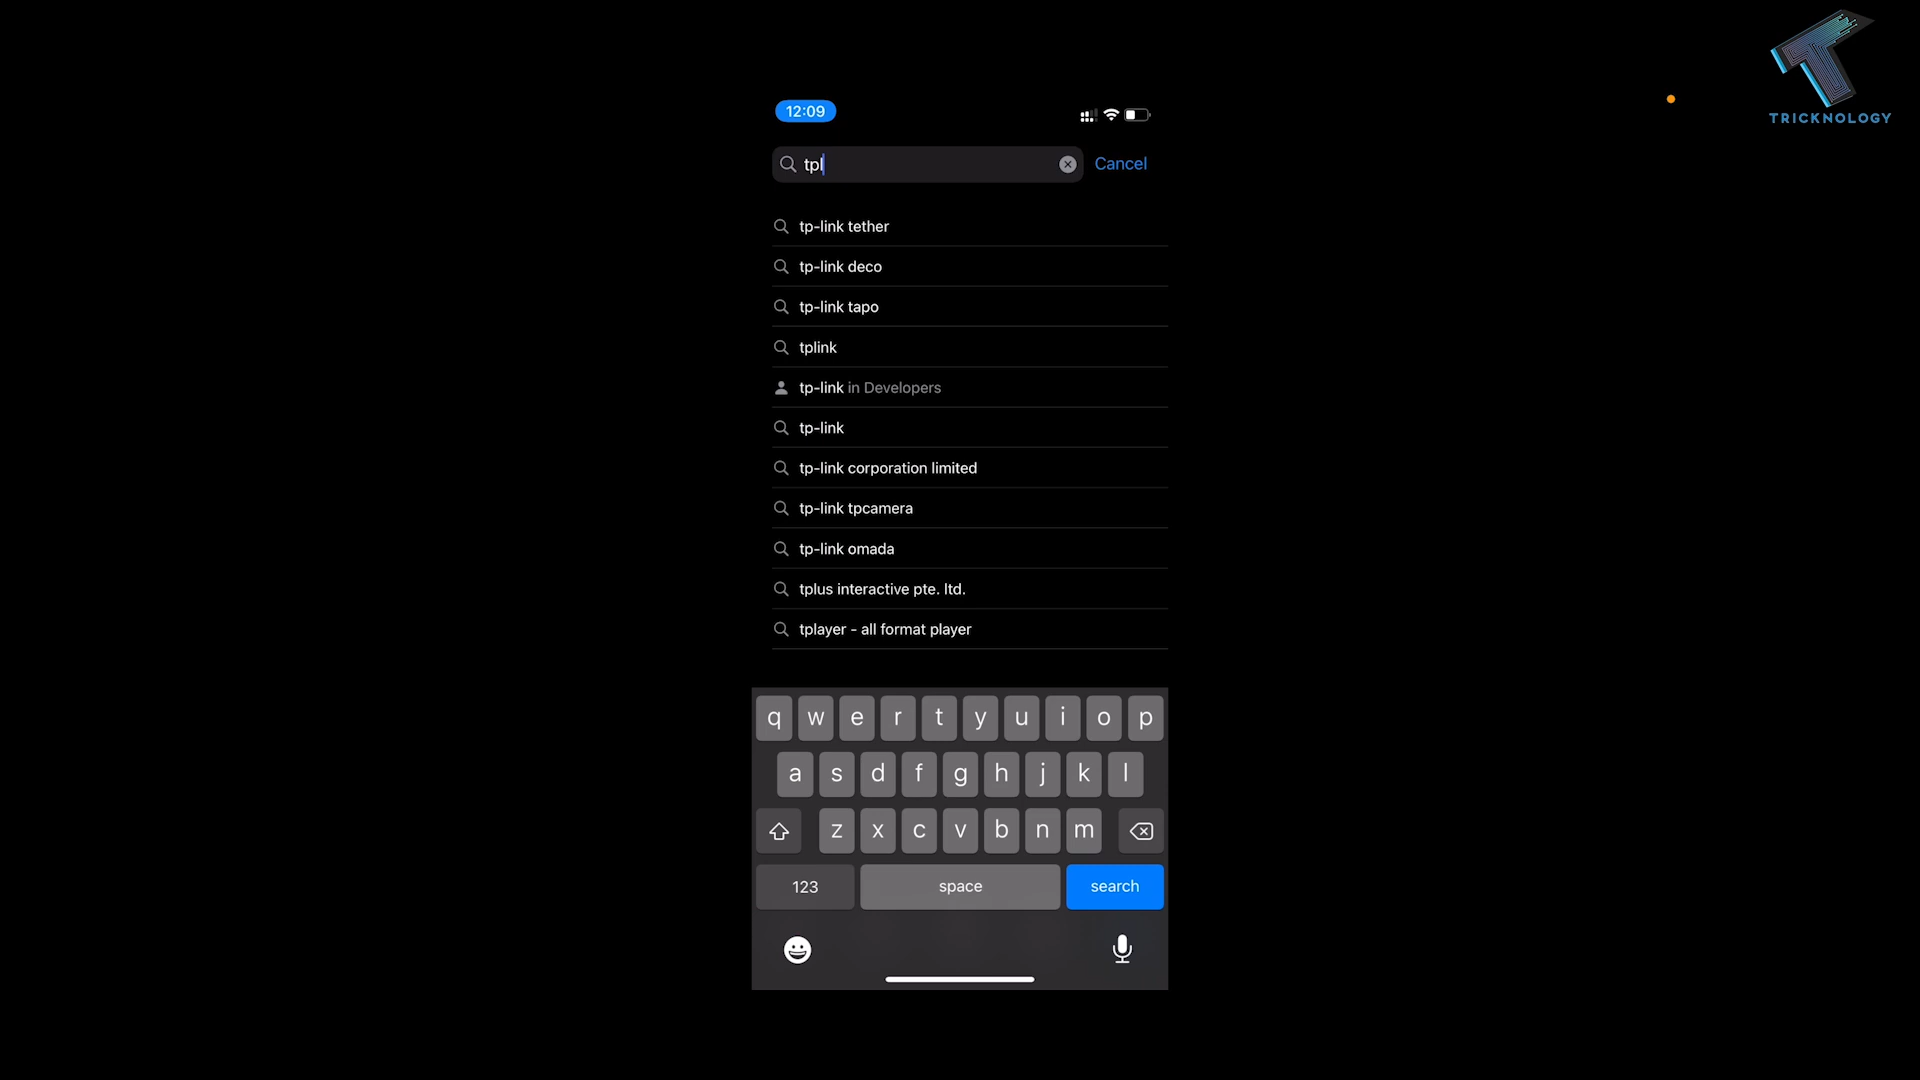 TRICKNOLOGY
12:09
tpl
Cancel
tp-link tether
tp-link deco
tp-link tapo
tplink
tp-link in Developers
tp-link
tp-link corporation limited
tp-link tpcamera
tp-link omada
tplus interactive pte. ltd.
tplayer - all format player
q w e r t y u i o p
a s d f g h j k l
z x c v b n m
123 space search